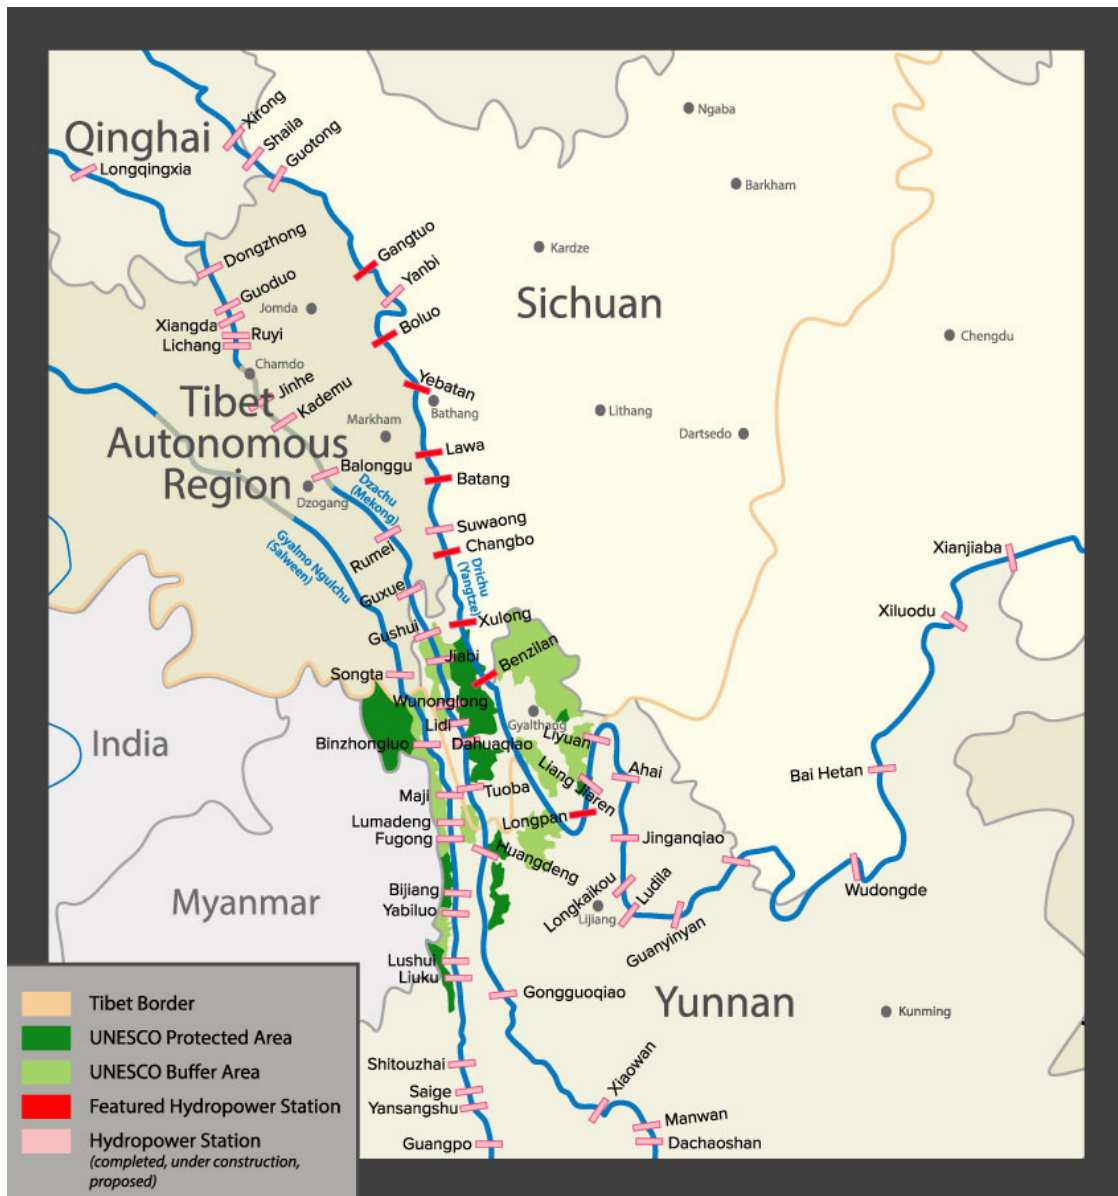 Xirong
Shaila
Guotong
Qinghai
Longqingxia
Ngaba
Barkham
Dongzhong
Gangtuo
Kardze
Guoduo
Yanbi
Jomda
Sichuan
Xiangda
Ruyi
Boluo
Lichang
Chengdu
Chamdo
Jinhe
Yebatan
Tibet
Autonomous
Region
Kademu
Bathang
Markham
Lithang
Dartsedo
Lawa
Balonggu
Batang
Dzogang
Dzachu
(Mekong)
Suwaong
Changbo
Gyalmo Ngulchu
(Salween)
Rumei
Drichu
(Yangtze)
Xianjiaba
Guxue
Xiluodu
Gushui
Xulong
Jiabi
Benzilan
Songta
Wunonglong
Lidi
Gyalthang
India
Binzhongluo
Dahuaqiao
Liyuan
Bai Hetan
Ahai
Liang Jiaren
Maji
Tuoba
Lumadeng
Longpan
Fugong
Jinganqiao
Huangdeng
Wudongde
Bijiang
Longkaikou
Ludila
Myanmar
Yabiluo
Lijiang
Guanyinyan
Lushui
Liuku
Gongguoqiao
Yunnan
Kunming
Shitouzhai
Saige
Yansangshu
Xiaowan
Manwan
Guangpo
Dachaoshan
Tibet Border
UNESCO Protected Area
UNESCO Buffer Area
Featured Hydropower Station
Hydropower Station
(completed, under construction,
proposed)